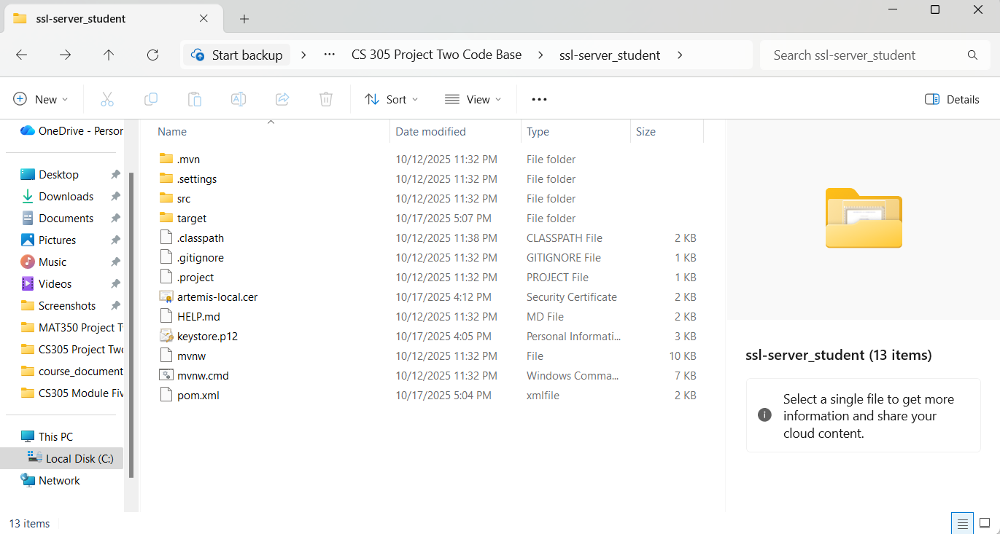 ssl-server_student
Start backup > ... CS 305 Project Two Code Base > ssl-server_student >
Search ssl-server_student
New
Sort
View
...
Details
OneDrive - Person
Desktop
Downloads
Documents
Pictures
Music
Videos
Screenshots
MAT350 Project T
CS305 Project Two
course_document
CS305 Module Fiv
This PC
Local Disk (C:)
Network
Name Date modified Type Size
.mvn 10/12/2025 11:32 PM File folder
.settings 10/12/2025 11:32 PM File folder
src 10/12/2025 11:32 PM File folder
target 10/17/2025 5:07 PM File folder
.classpath 10/12/2025 11:38 PM CLASSPATH File 2 KB
.gitignore 10/12/2025 11:32 PM GITIGNORE File 1 KB
.project 10/12/2025 11:32 PM PROJECT File 1 KB
artemis-local.cer 10/17/2025 4:12 PM Security Certificate 2 KB
HELP.md 10/12/2025 11:32 PM MD File 2 KB
keystore.p12 10/17/2025 4:05 PM Personal Informati... 3 KB
mvnw 10/12/2025 11:32 PM File 10 KB
mvnw.cmd 10/12/2025 11:32 PM Windows Comma... 7 KB
pom.xml 10/17/2025 5:04 PM xmlfile 2 KB
ssl-server_student (13 items)
Select a single file to get more
information and share your
cloud content.
13 items